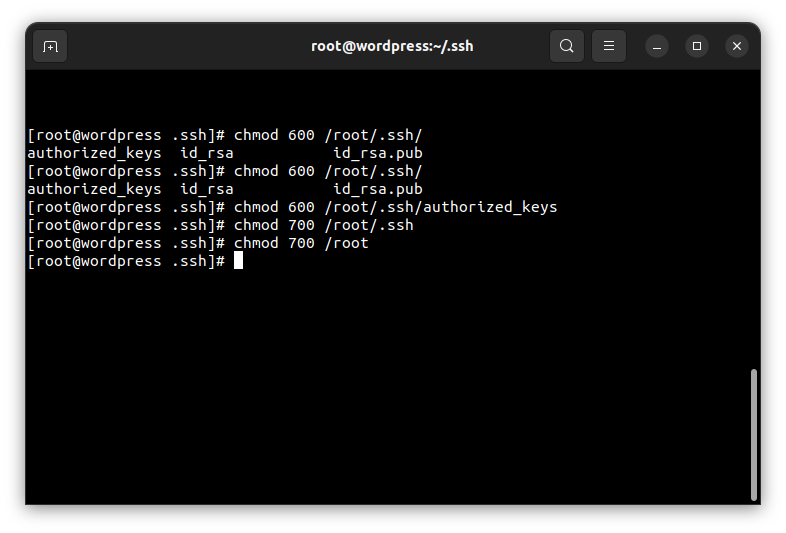 root@wordpress:~/.ssh
[root@wordpress .ssh]# chmod 600 /root/.ssh/
authorized_keys  id_rsa           id_rsa.pub
[root@wordpress .ssh]# chmod 600 /root/.ssh/
authorized_keys  id_rsa           id_rsa.pub
[root@wordpress .ssh]# chmod 600 /root/.ssh/authorized_keys
[root@wordpress .ssh]# chmod 700 /root/.ssh
[root@wordpress .ssh]# chmod 700 /root
[root@wordpress .ssh]#